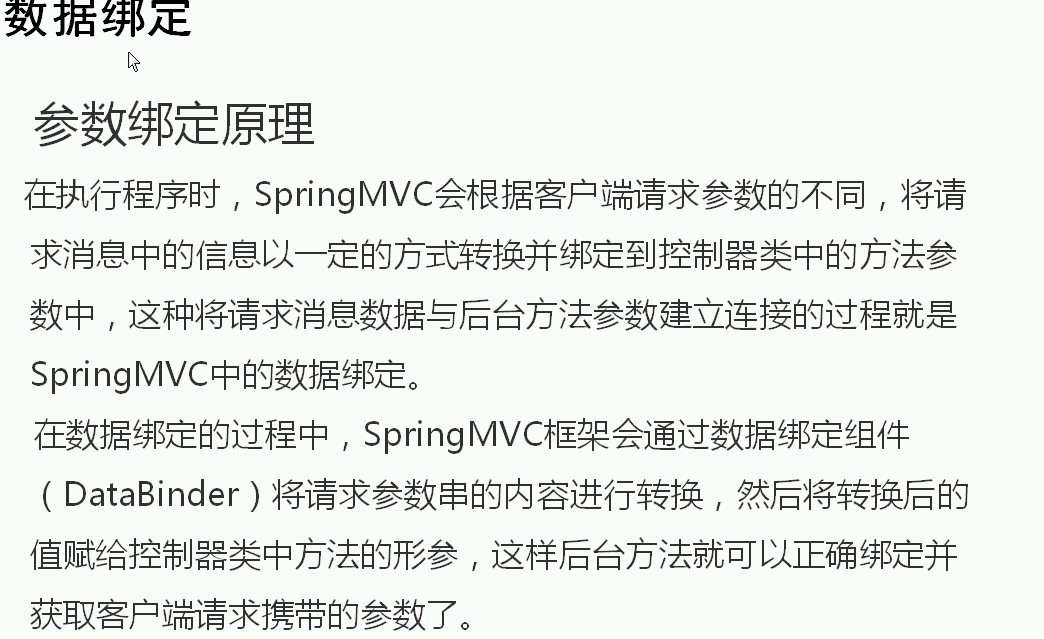 数据绑定
参数绑定原理
在执行程序时，SpringMVC会根据客户端请求参数的不同，将请
求消息中的信息以一定的方式转换并绑定到控制器类中的方法参
数中，这种将请求消息数据与后台方法参数建立连接的过程就是
SpringMVC中的数据绑定。
在数据绑定的过程中，SpringMVC框架会通过数据绑定组件
（DataBinder）将请求参数串的内容进行转换，然后将转换后的
值赋给控制器类中方法的形参，这样后台方法就可以正确绑定并
获取客户端请求携带的参数了。